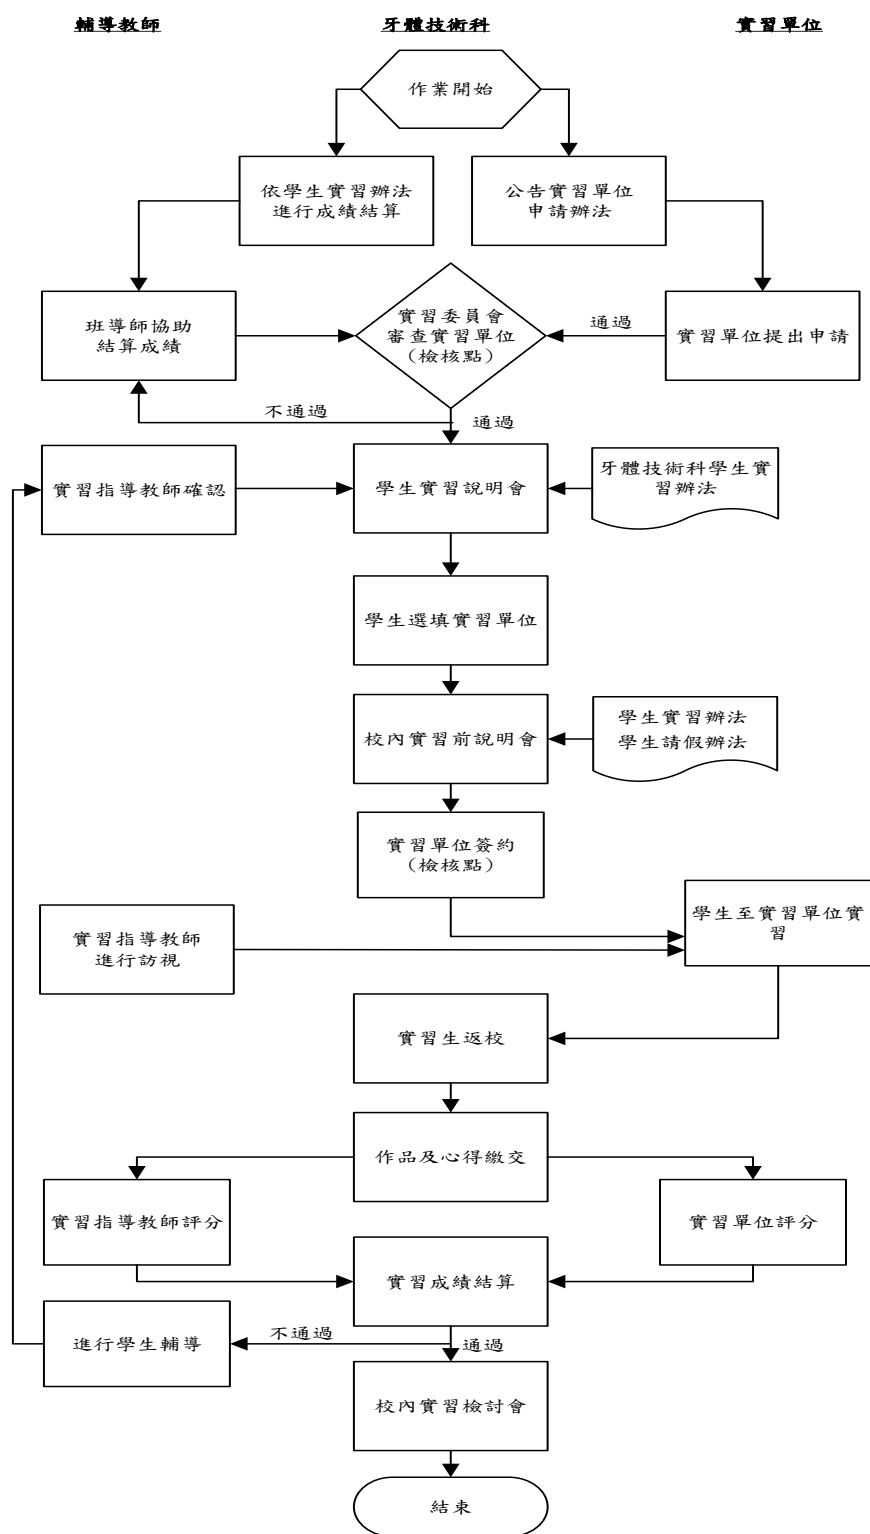 輔導教師
牙體技術科
實習單位
作業開始
依學生實習辦法
進行成績結算
公告實習單位
申請辦法
班導師協助
結算成績
實習委員會
審查實習單位
(檢核點)
通過
實習單位提出申請
不通過
通過
實習指導教師確認
學生實習說明會
牙體技術科學生實
習辦法
學生選填實習單位
校內實習前說明會
學生實習辦法
學生請假辦法
實習單位簽約
(檢核點)
學生至實習單位實
習
實習指導教師
進行訪視
實習生返校
作品及心得繳交
實習指導教師評分
實習單位評分
實習成績結算
進行學生輔導
不通過
通過
校內實習檢討會
結束